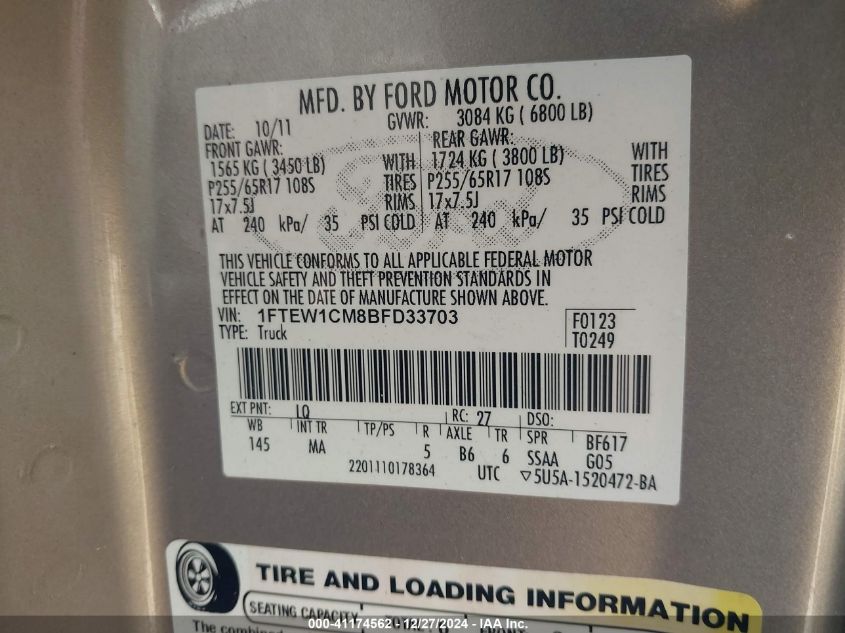 MFD. BY FORD MOTOR CO.
DATE: 10/11 GVWR: 3084 KG ( 6800 LB)
FRONT GAWR: REAR GAWR:
1565 KG ( 3450 LB) WITH 1724 KG ( 3800 LB) WITH
P255/65R17 108S TIRES P255/65R17 108S TIRES
17x7.5J RIMS 17x7.5J RIMS
AT 240 kPa/ 35 PSI COLD AT 240 kPa/ 35 PSI COLD
THIS VEHICLE CONFORMS TO ALL APPLICABLE FEDERAL MOTOR
VEHICLE SAFETY AND THEFT PREVENTION STANDARDS IN
EFFECT ON THE DATE OF MANUFACTURE SHOWN ABOVE.
VIN: 1FTEW1CM8BFD33703 F0123
TYPE: Truck T0249
EXT PNT: LQ RC: 27 DSO:
WB INT TR TP/PS R AXLE TR SPR BF617
145 MA 5 B6 6 SSAA G05
2201110178364 UTC ▽5U5A-1520472-BA
TIRE AND LOADING INFORMATION
SEATING CAPACITY
The combined
000-41174562-12/27/2024 - IAA Inc.